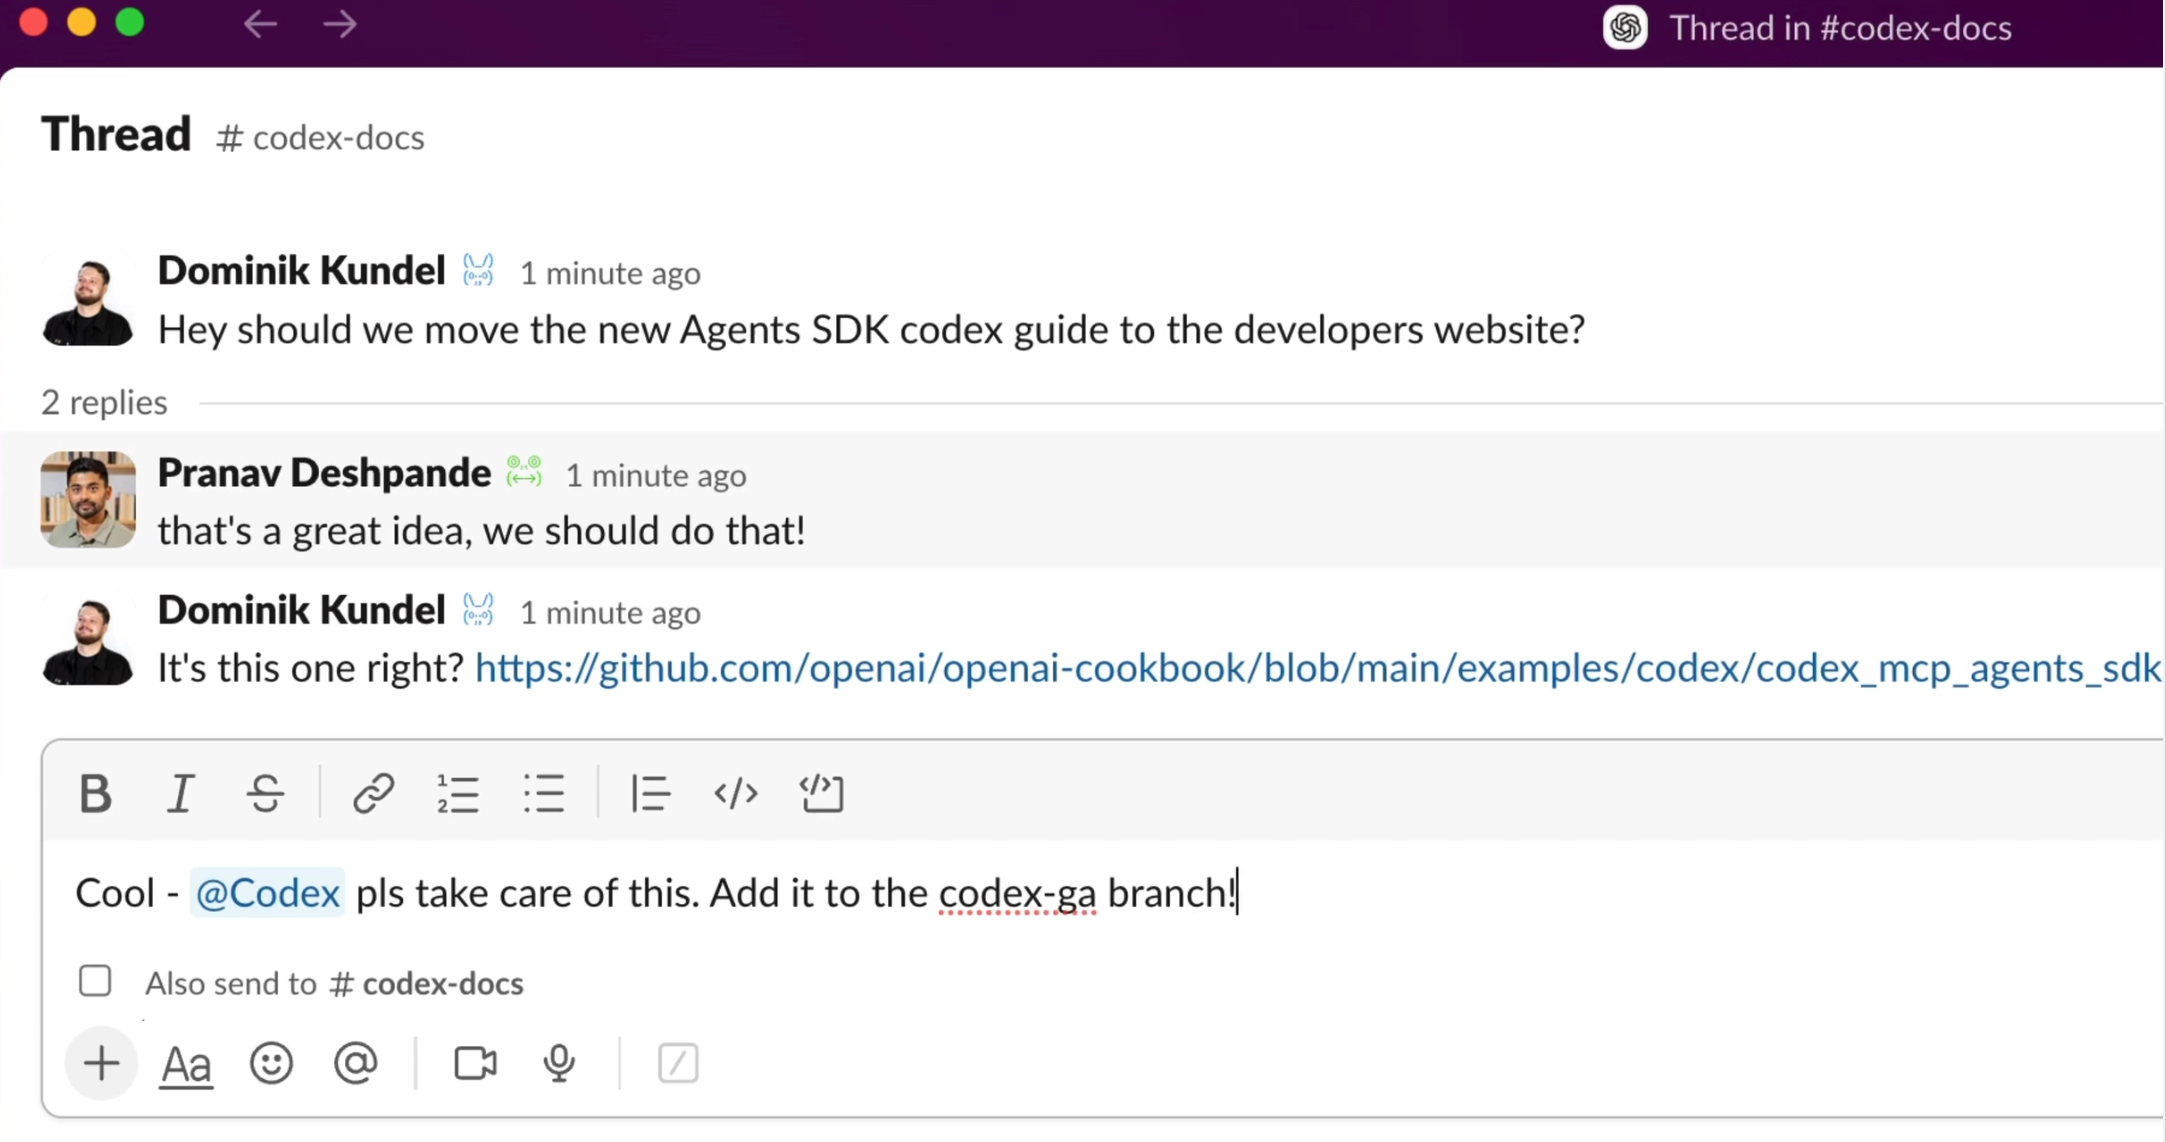 Thread in #codex-docs
Thread # codex-docs
Dominik Kundel 1 minute ago
Hey should we move the new Agents SDK codex guide to the developers website?
2 replies
Pranav Deshpande 1 minute ago
that's a great idea, we should do that!
Dominik Kundel 1 minute ago
It's this one right? https://github.com/openai/openai-cookbook/blob/main/examples/codex/codex_mcp_agents_sdk
Cool - @Codex pls take care of this. Add it to the codex-ga branch!
Also send to # codex-docs
Aa